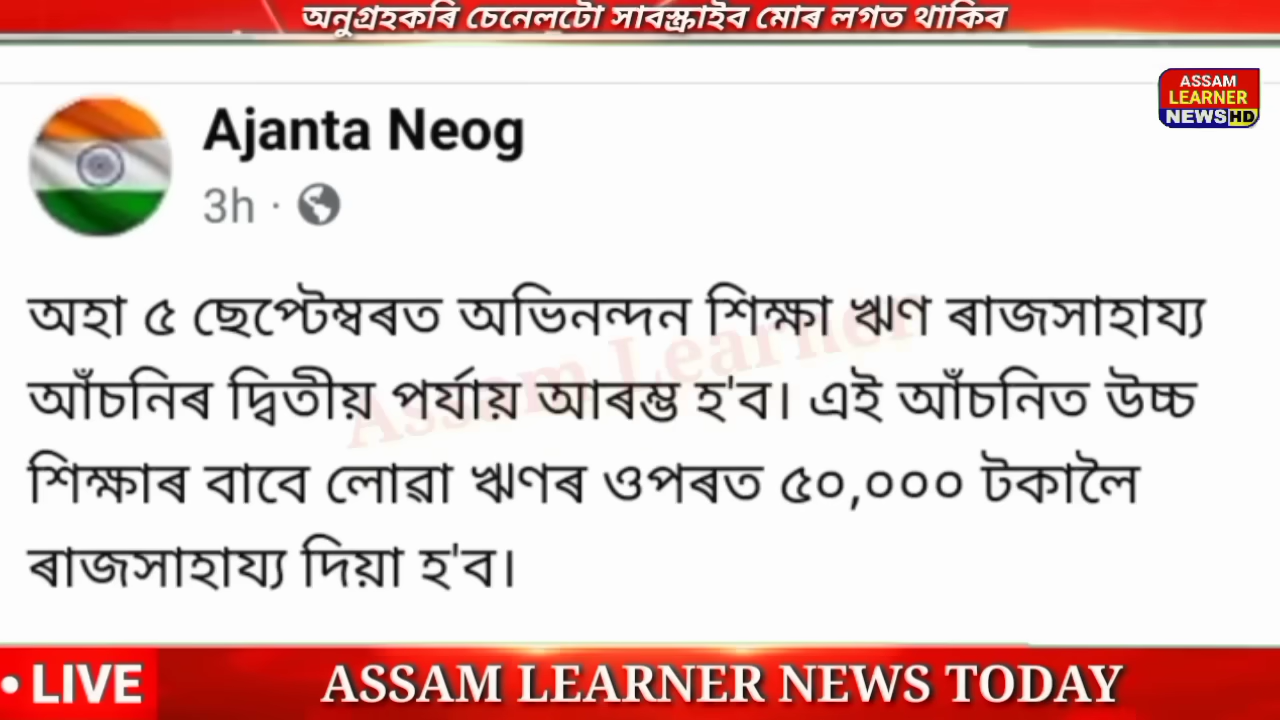 অনুগ্ৰহকৰি চেনেলটো সাবস্ক্ৰাইব মোৰ লগত থাকিব
ASSAM
LEARNER
NEWS HD
Ajanta Neog
3h ·
অহা ৫ ছেপ্টেম্বৰত অভিনন্দন শিক্ষা ঋণ ৰাজসাহায্য
আঁচনিৰ দ্বিতীয় পৰ্যায় আৰম্ভ হ'ব। এই আঁচনিত উচ্চ
শিক্ষাৰ বাবে লোৱা ঋণৰ ওপৰত ৫০,০০০ টকালৈ
ৰাজসাহায্য দিয়া হ'ব।
Assam Learner
• LIVE
ASSAM LEARNER NEWS TODAY